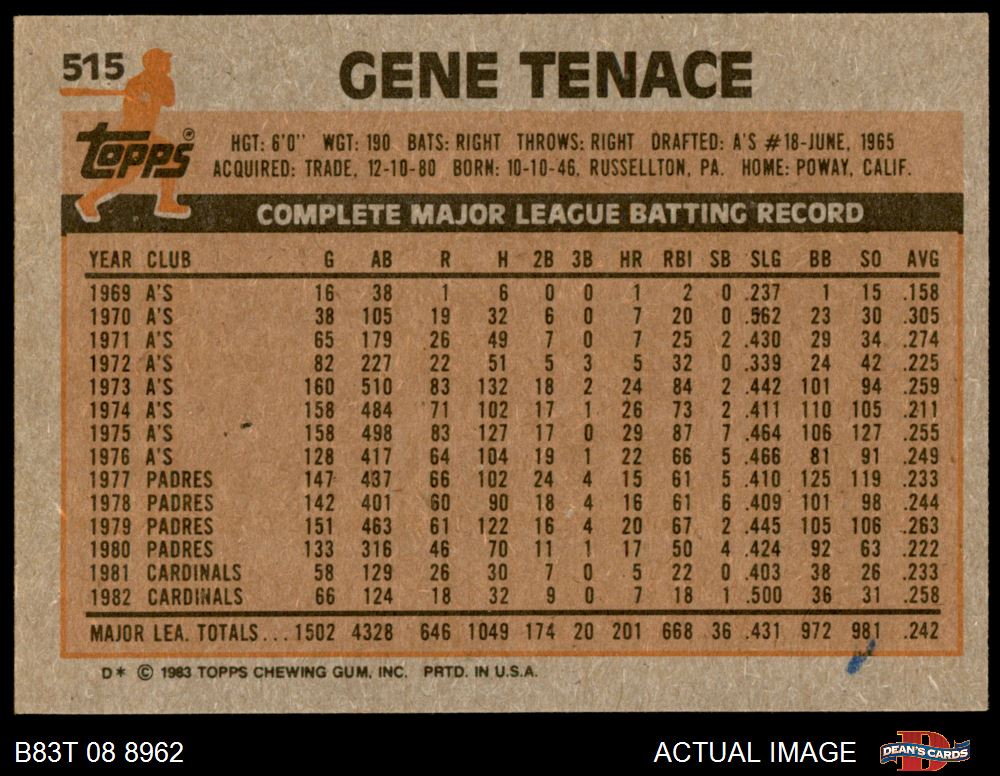 515
GENE TENACE
Topps®
HGT: 6'0" WGT: 190 BATS: RIGHT THROWS: RIGHT DRAFTED: A'S #18-JUNE, 1965
ACQUIRED: TRADE, 12-10-80 BORN: 10-10-46, RUSSELLTON, PA. HOME: POWAY, CALIF.
COMPLETE MAJOR LEAGUE BATTING RECORD
YEAR CLUB G AB R H 2B 3B HR RBI SB SLG BB SO AVG
1969 A'S 16 38 1 6 0 0 1 2 0 .237 1 15 .158
1970 A'S 38 105 19 32 6 0 7 20 0 .562 23 30 .305
1971 A'S 65 179 26 49 7 0 7 25 2 .430 29 34 .274
1972 A'S 82 227 22 51 5 3 5 32 0 .339 24 42 .225
1973 A'S 160 510 83 132 18 2 24 84 2 .442 101 94 .259
1974 A'S 158 484 71 102 17 1 26 73 2 .411 110 105 .211
1975 A'S 158 498 83 127 17 0 29 87 7 .464 106 127 .255
1976 A'S 128 417 64 104 19 1 22 66 5 .466 81 91 .249
1977 PADRES 147 437 66 102 24 4 15 61 5 .410 125 119 .233
1978 PADRES 142 401 60 90 18 4 16 61 6 .409 101 98 .244
1979 PADRES 151 463 61 122 16 4 20 67 2 .445 105 106 .263
1980 PADRES 133 316 46 70 11 1 17 50 4 .424 92 63 .222
1981 CARDINALS 58 129 26 30 7 0 5 22 0 .403 38 26 .233
1982 CARDINALS 66 124 18 32 9 0 7 18 1 .500 36 31 .258
MAJOR LEA. TOTALS...1502 4328 646 1049 174 20 201 668 36 .431 972 981 .242
D* © 1983 TOPPS CHEWING GUM, INC. PRTD. IN U.S.A.
B83T 08 8962 ACTUAL IMAGE DEAN'S CARDS